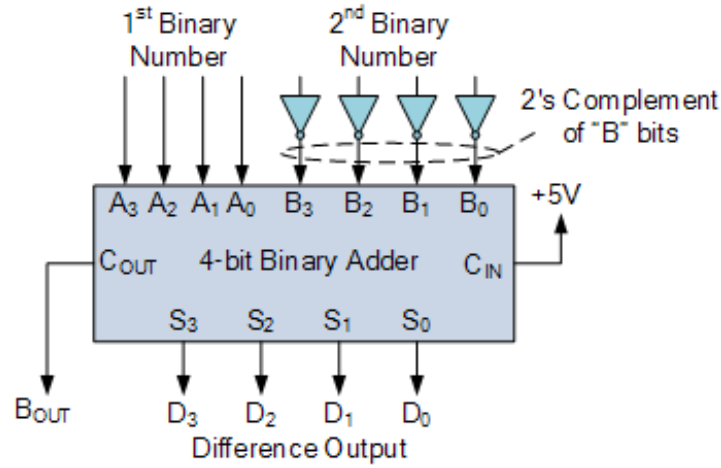 1st Binary Number
2nd Binary Number
2's Complement of "B" bits
+5V
A3 A2 A1 A0 B3 B2 B1 B0
COUT 4-bit Binary Adder CIN
S3 S2 S1 S0
BOUT D3 D2 D1 D0
Difference Output